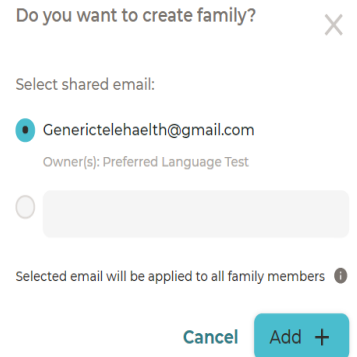 Do you want to create family?
Select shared email:
Generictelehaelth@gmail.com
Owner(s): Preferred Language Test
Selected email will be applied to all family members
Cancel
Add +